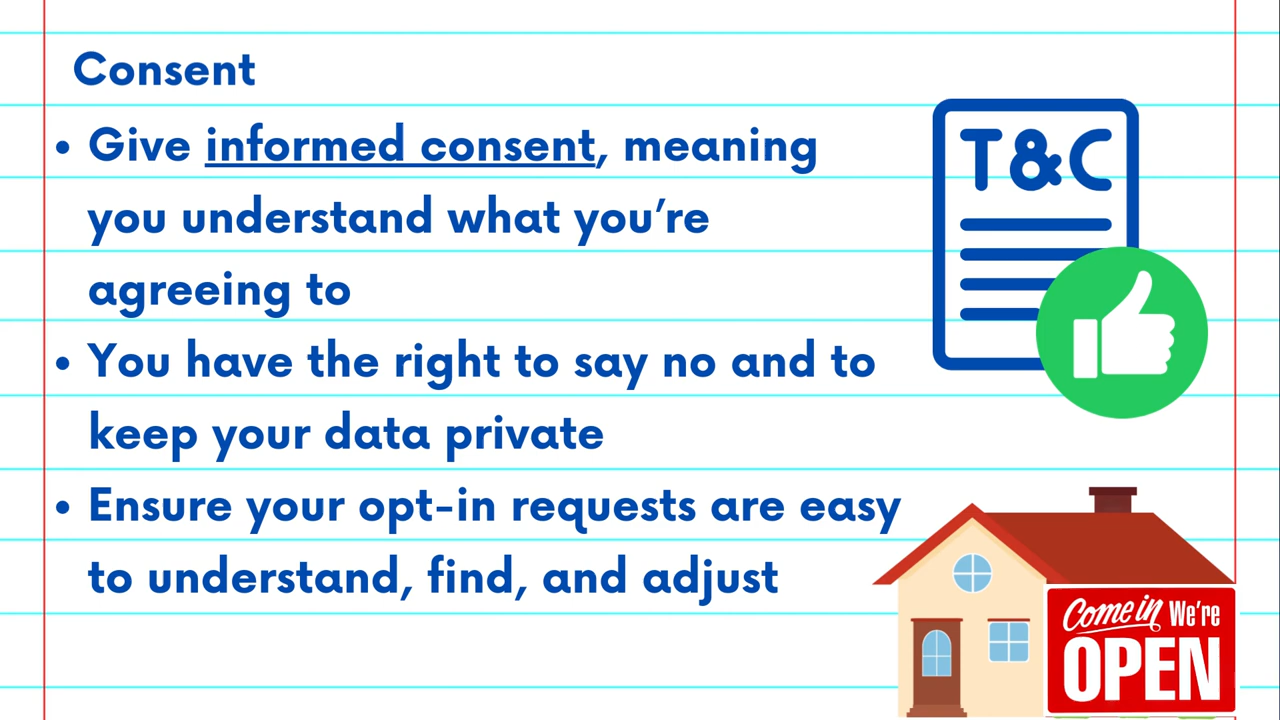 Consent
• Give informed consent, meaning
you understand what you’re
agreeing to
• You have the right to say no and to
keep your data private
• Ensure your opt-in requests are easy
to understand, find, and adjust
T&C
Come in We’re
OPEN